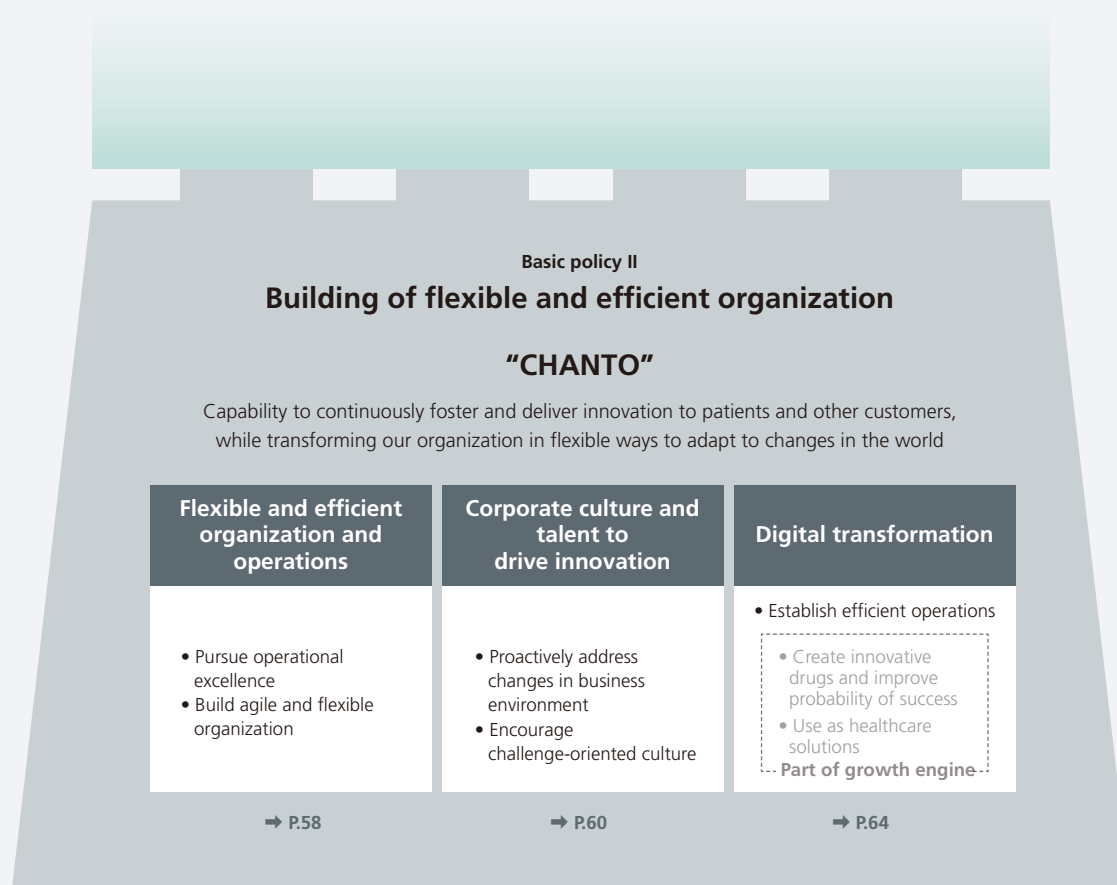 Basic policy II
Building of flexible and efficient organization
“CHANTO”
Capability to continuously foster and deliver innovation to patients and other customers,
while transforming our organization in flexible ways to adapt to changes in the world
Flexible and efficient
organization and
operations
• Pursue operational
excellence
• Build agile and flexible
organization
➡ P.58
Corporate culture and
talent to
drive innovation
• Proactively address
changes in business
environment
• Encourage
challenge-oriented culture
➡ P.60
Digital transformation
• Establish efficient operations
• Create innovative
drugs and improve
probability of success
• Use as healthcare
solutions
Part of growth engine
➡ P.64